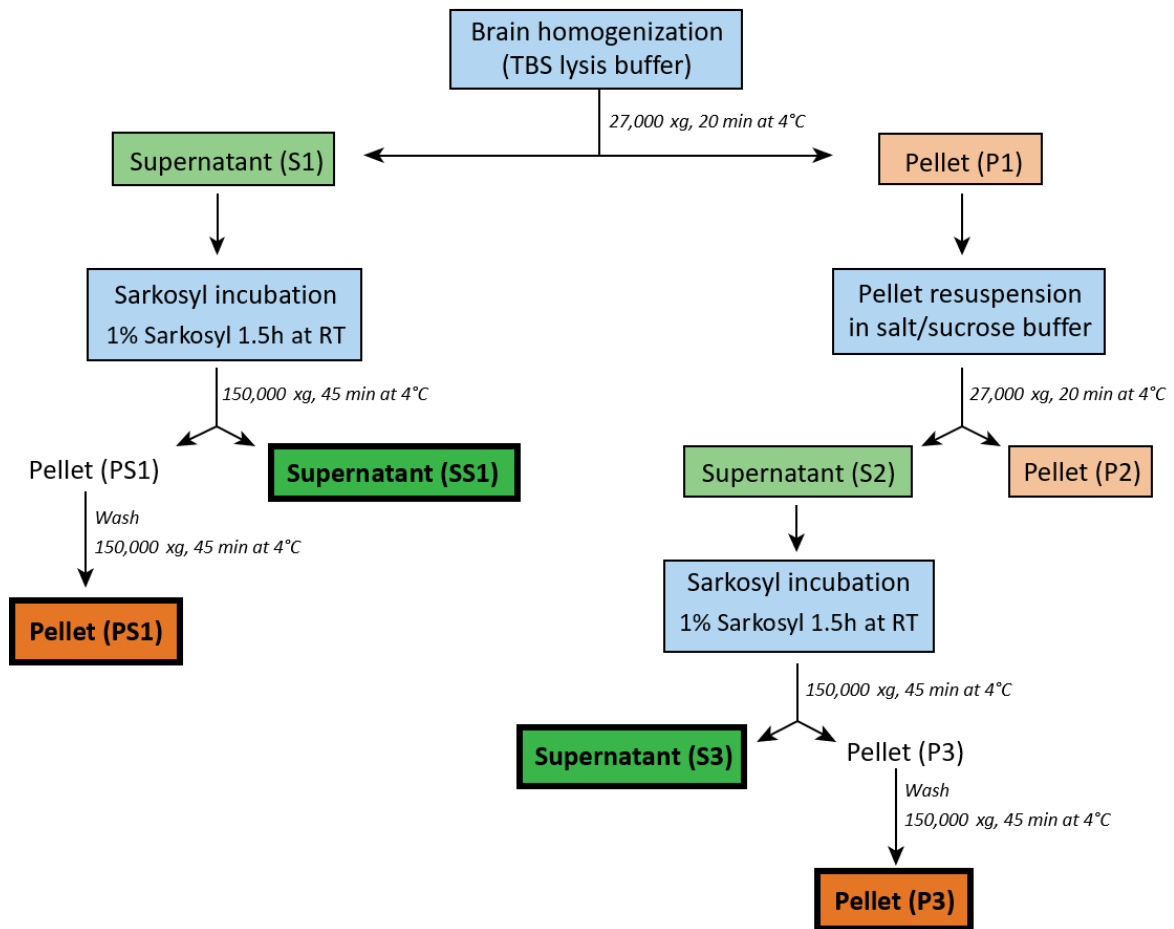 Brain homogenization
(TBS lysis buffer)
27,000 xg, 20 min at 4°C
Supernatant (S1)
Pellet (P1)
Sarkosyl incubation
1% Sarkosyl 1.5h at RT
Pellet resuspension
in salt/sucrose buffer
150,000 xg, 45 min at 4°C
27,000 xg, 20 min at 4°C
Pellet (PS1)
Supernatant (SS1)
Supernatant (S2)
Pellet (P2)
Wash
150,000 xg, 45 min at 4°C
Sarkosyl incubation
1% Sarkosyl 1.5h at RT
Pellet (PS1)
150,000 xg, 45 min at 4°C
Supernatant (S3)
Pellet (P3)
Wash
150,000 xg, 45 min at 4°C
Pellet (P3)